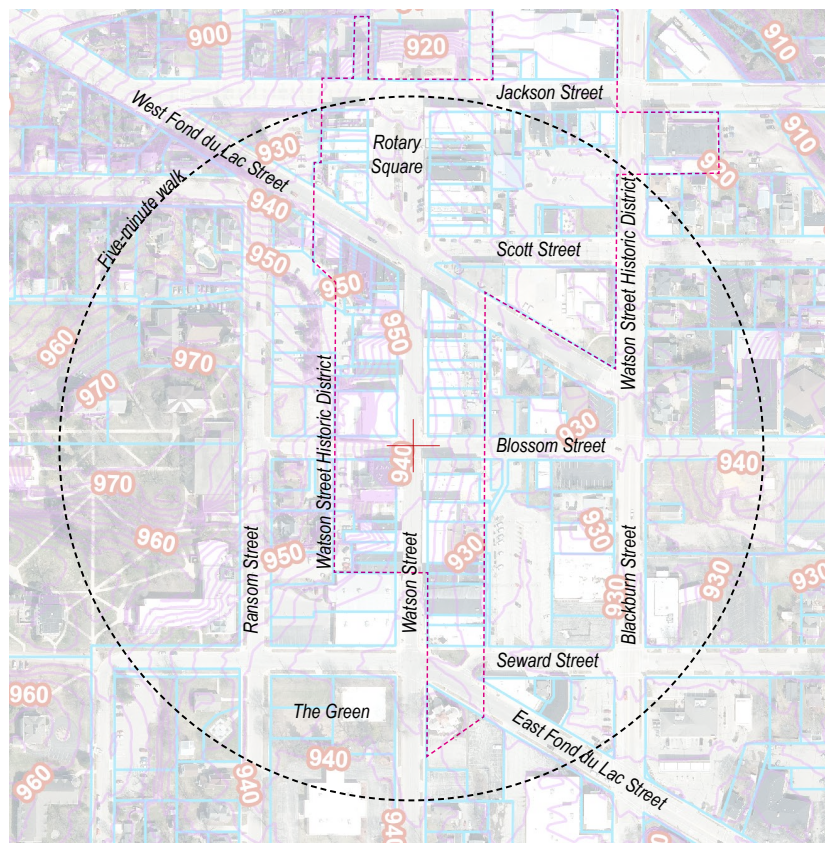 900
920
910
Jackson Street
West Fond du Lac Street
930
Rotary
Square
910
910
Five-minute walk
940
Watson Street Historic District
950
Scott Street
950
950
960
970
970
Watson Street Historic District
930
940
Blossom Street
940
970
960
950
930
930
930
930
930
Ransom Street
Watson Street
Blackburn Street
Seward Street
960
The Green
East Fond du Lac Street
940
960
940
940
930